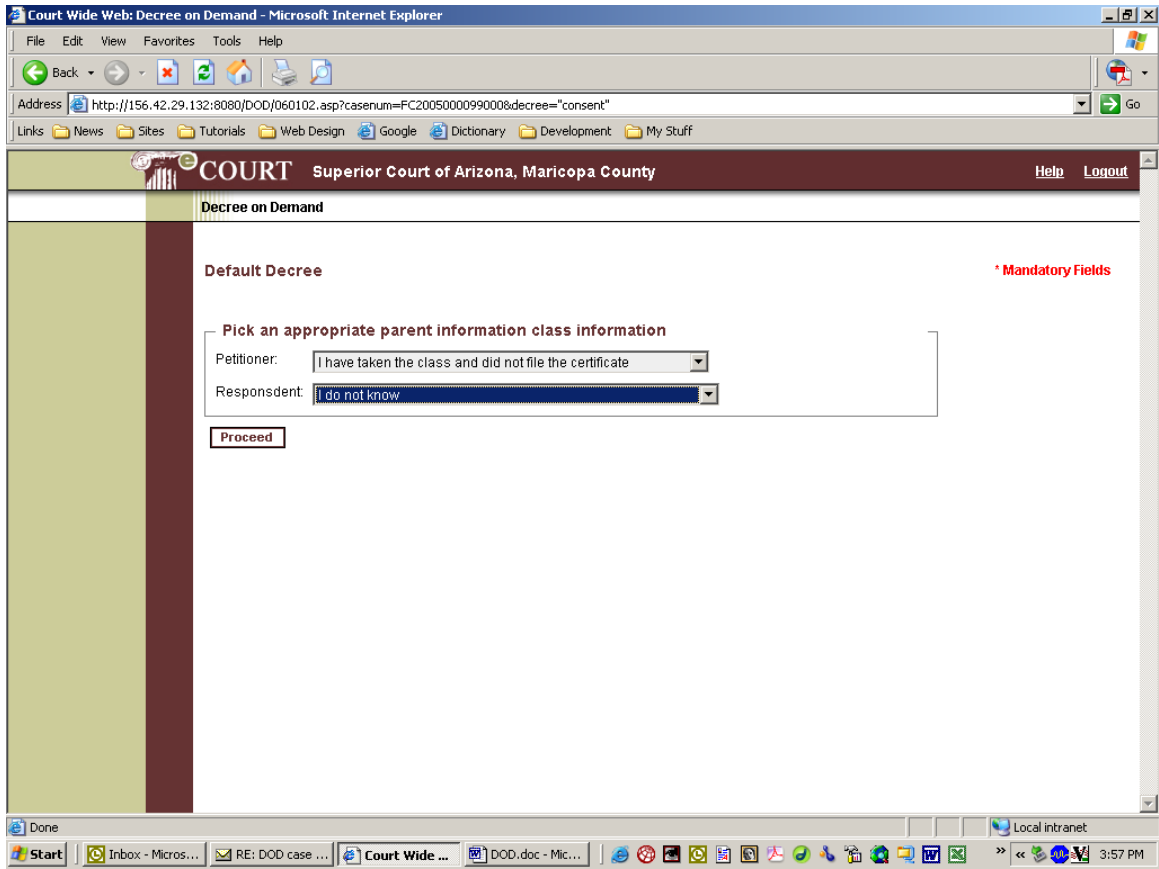 Court Wide Web: Decree on Demand - Microsoft Internet Explorer
File Edit View Favorites Tools Help
Back
Address http://156.42.29.132:8080/DOD/060102.asp?casenum=FC2005000099000&decree="consent" Go
Links News Sites Tutorials Web Design Google Dictionary Development My Stuff
eCOURT Superior Court of Arizona, Maricopa County Help Logout
Decree on Demand
Default Decree * Mandatory Fields
Pick an appropriate parent information class information
Petitioner: I have taken the class and did not file the certificate
Responsdent: I do not know
Proceed
Done Local intranet
Start Inbox - Micros... RE: DOD case ... Court Wide ... DOD.doc - Mic... » « 3:57 PM